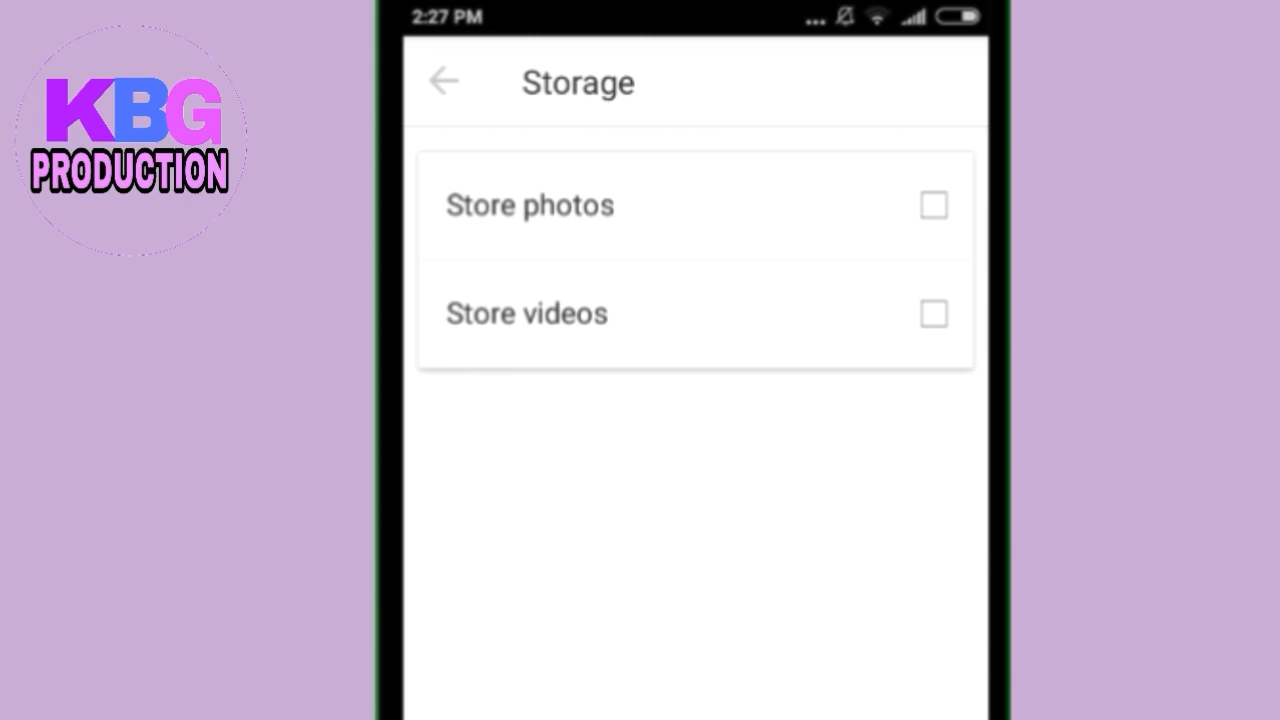 2:27 PM
KBG
PRODUCTION
Storage
Store photos
Store videos